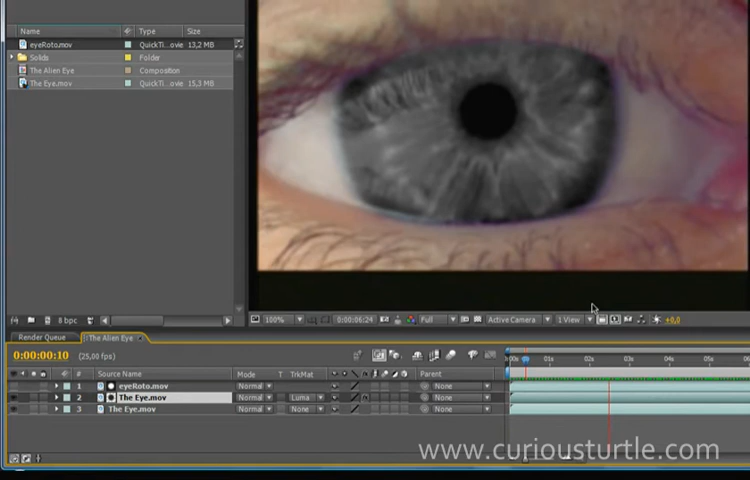 Name Type Size
eyeRoto.mov QuickTi...ovie 13,2 MB
Solids Folder
The Alien Eye Composition
The Eye.mov QuickTi...ovie 15,3 MB
8 bpc
100% 0:00:06:24 Full Active Camera 1 View +0,0
Render Queue The Alien Eye
0:00:00:10 (25,00 fps)
# Source Name Mode T TrkMat Parent
00s 01s 02s 03s 04s 05s 06
1 eyeRoto.mov Normal None
2 The Eye.mov Normal Luma None
3 The Eye.mov Normal None None
www.curiousturtle.com